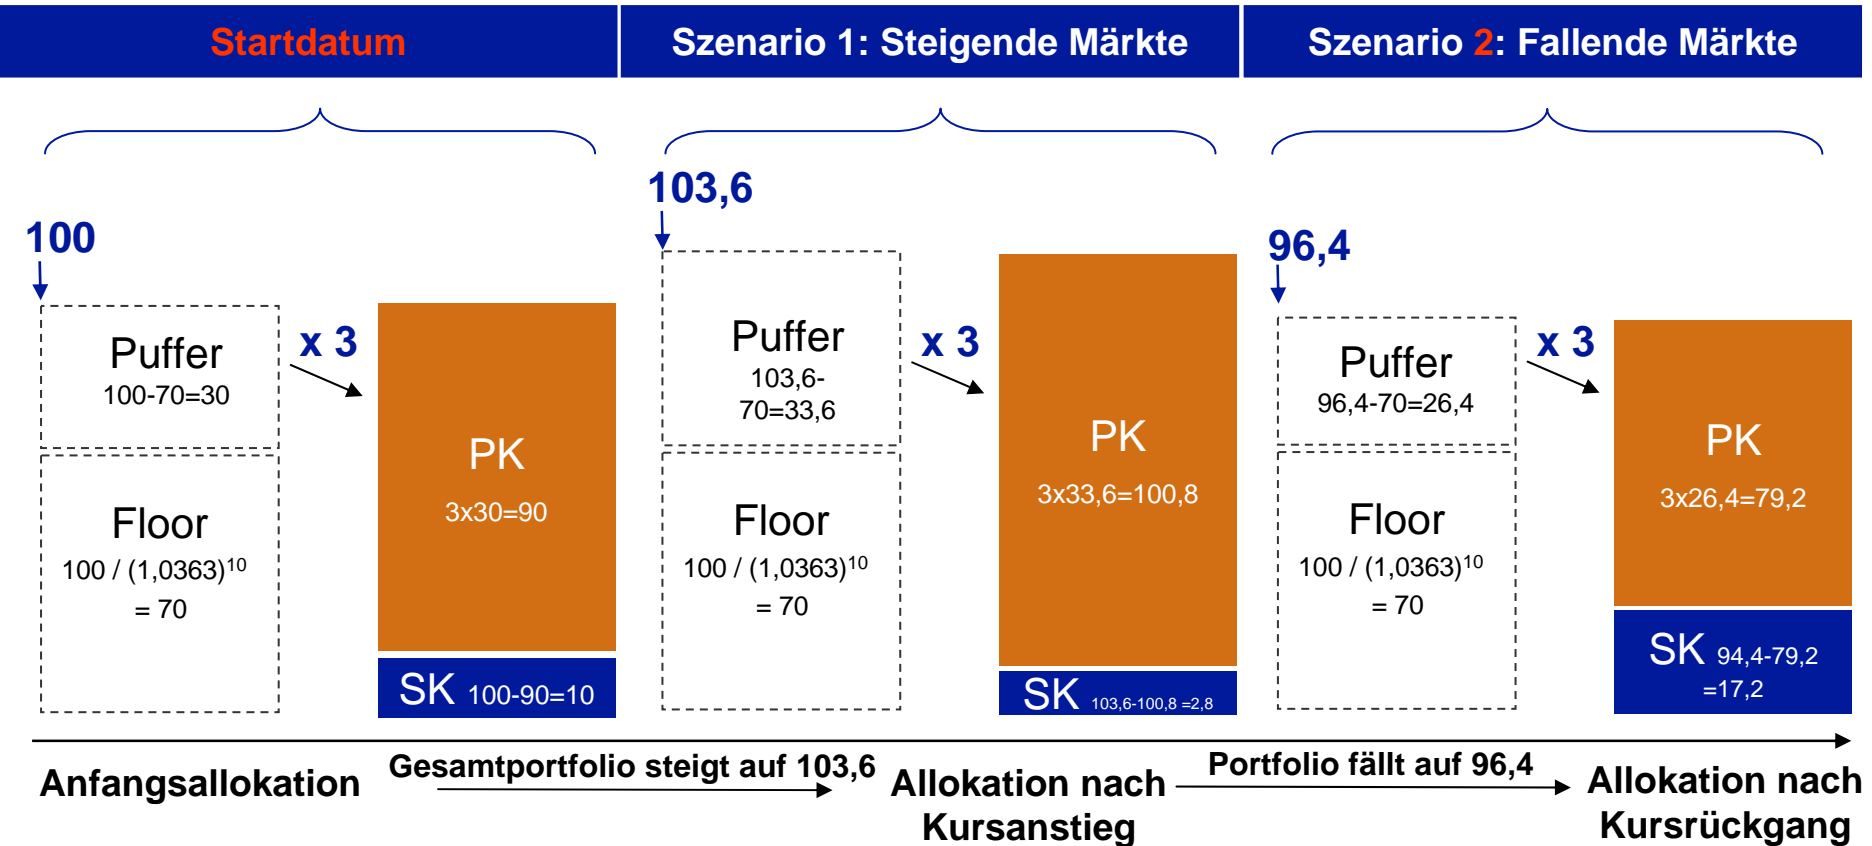 Startdatum
Szenario 1: Steigende Märkte
Szenario 2: Fallende Märkte
100
Puffer
100-70=30
x 3
Floor
100 / (1,0363)¹⁰
= 70
PK
3x30=90
SK 100-90=10
103,6
Puffer
103,6-
70=33,6
x 3
Floor
100 / (1,0363)¹⁰
= 70
PK
3x33,6=100,8
SK 103,6-100,8 =2,8
96,4
Puffer
96,4-70=26,4
x 3
Floor
100 / (1,0363)¹⁰
= 70
PK
3x26,4=79,2
SK 94,4-79,2
=17,2
Anfangsallokation
Gesamtportfolio steigt auf 103,6
Allokation nach
Kursanstieg
Portfolio fällt auf 96,4
Allokation nach
Kursrückgang